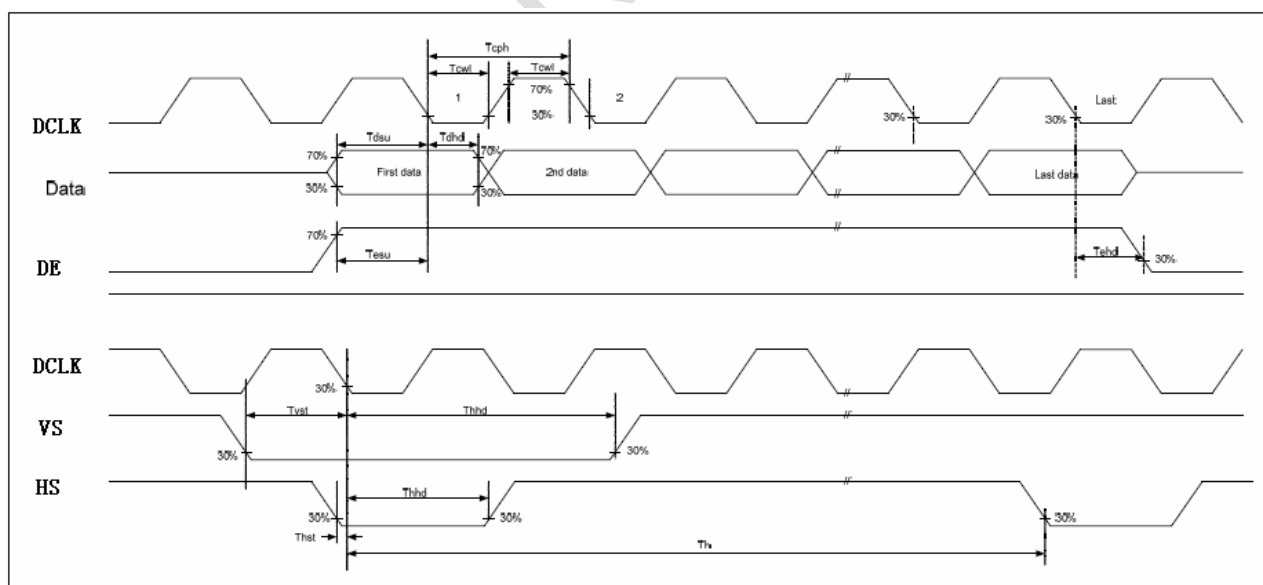 Tcph
Tcwl Tcwl
1 70% 2 Last
30% 30% 30%
DCLK
Tdsu Tdhd
70% 70%
First data 2nd data Last data
Data 30% 30%
70%
Tesu Tehd
DE 30%
DCLK 30%
Tvst Thhd
VS
30% 30%
HS
Thhd
30% 30% 30%
Thst
Th